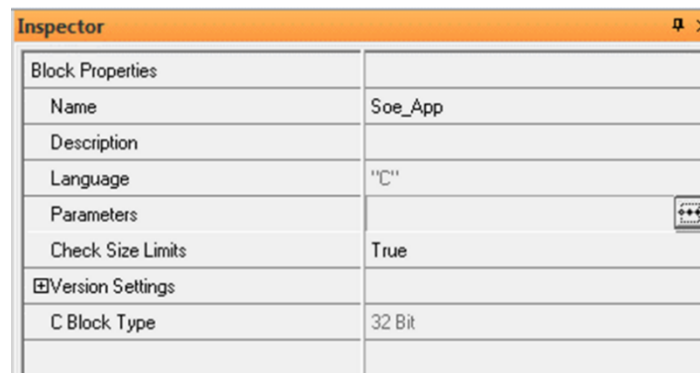 Inspector
Block Properties
Name Soe_App
Description
Language "C"
Parameters
Check Size Limits True
Version Settings
C Block Type 32 Bit